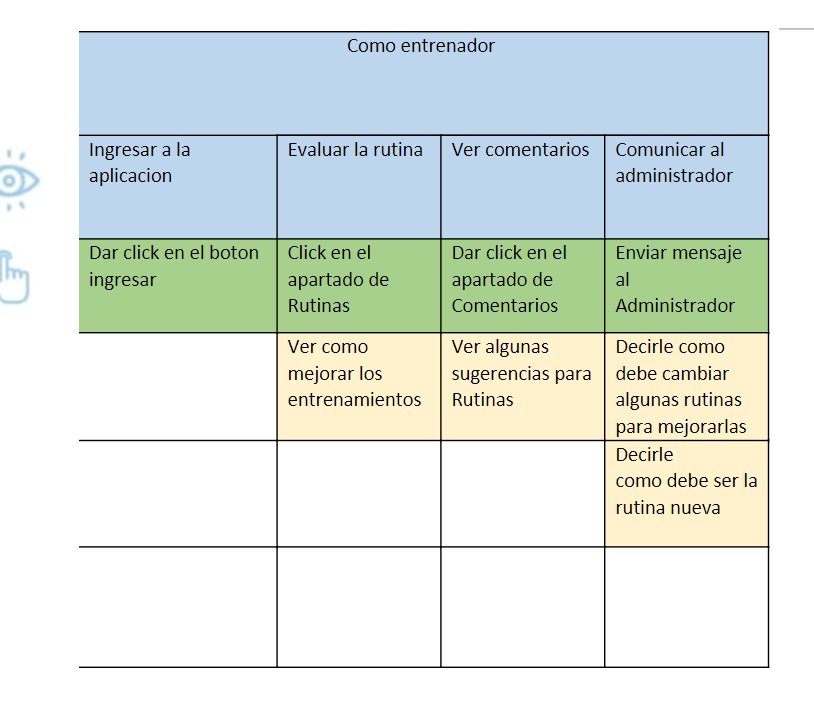 Como entrenador
Ingresar a la
aplicacion
Evaluar la rutina
Ver comentarios
Comunicar al
administrador
Dar click en el boton
ingresar
Click en el
apartado de
Rutinas
Dar click en el
apartado de
Comentarios
Enviar mensaje
al
Administrador
Ver como
mejorar los
entrenamientos
Ver algunas
sugerencias para
Rutinas
Decirle como
debe cambiar
algunas rutinas
para mejorarlas
Decirle
como debe ser la
rutina nueva